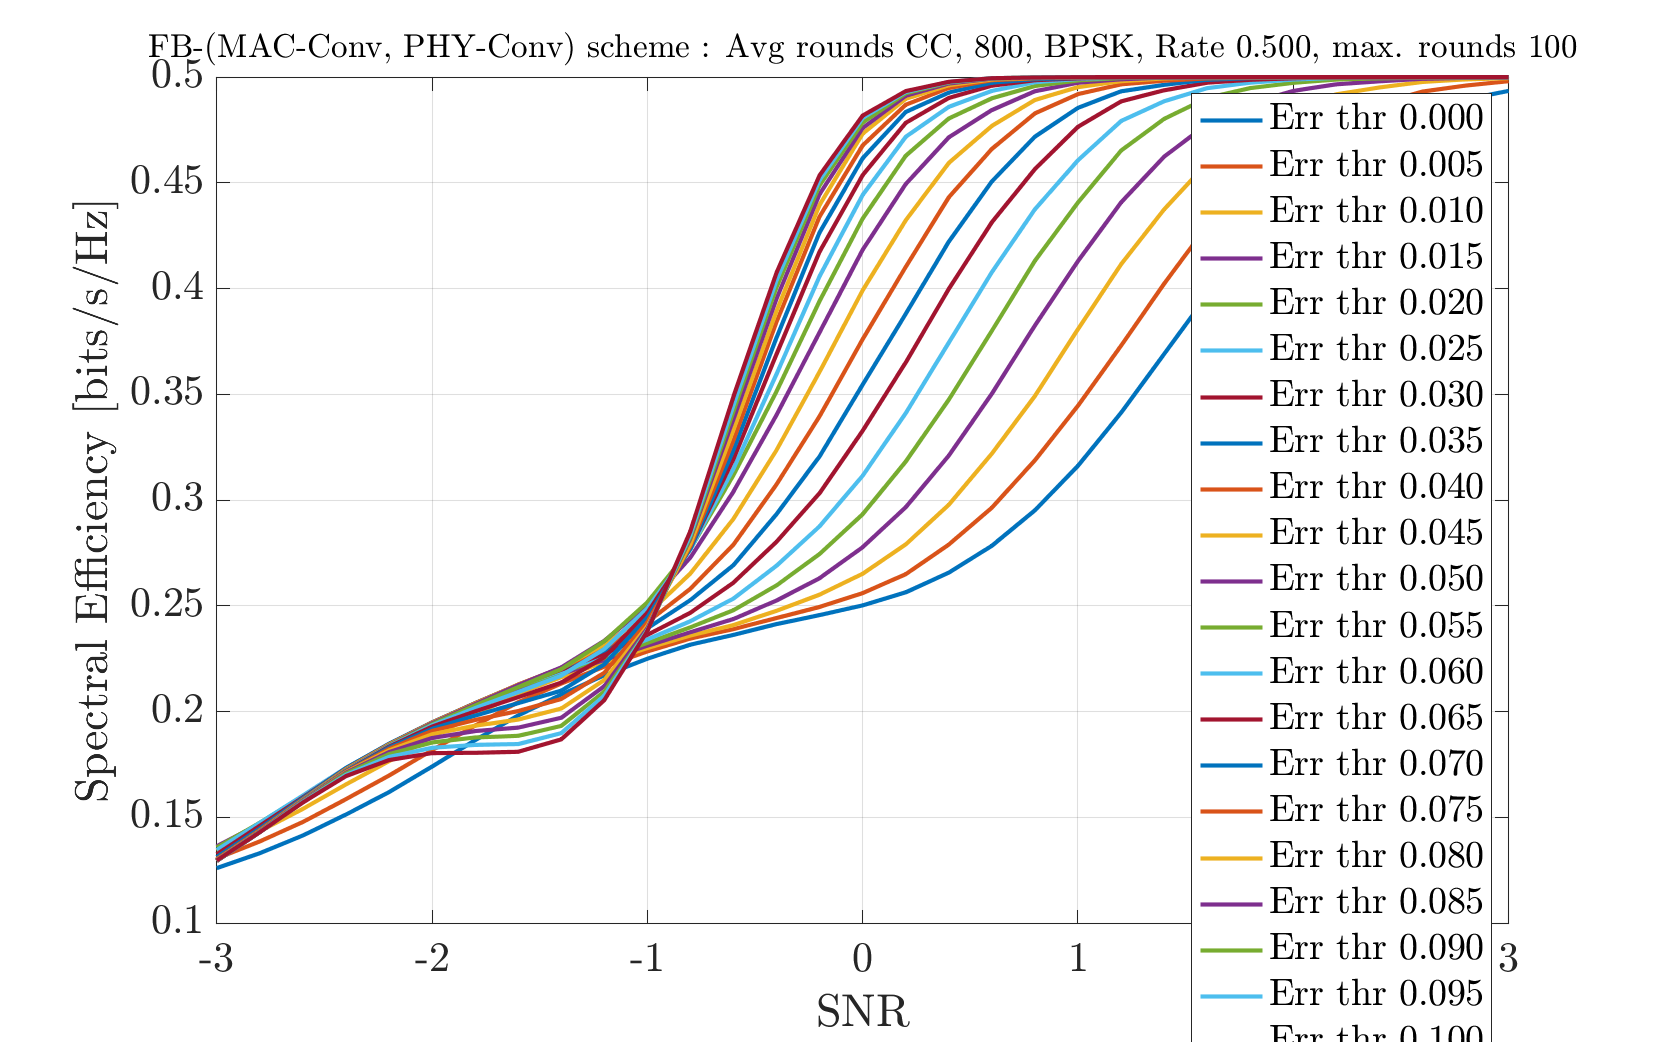 FB-(MAC-Conv, PHY-Conv) scheme : Avg rounds CC, 800, BPSK, Rate 0.500, max. rounds 100
0.5
0.45
0.4
0.35
0.3
0.25
0.2
0.15
0.1
Spectral Efficiency [bits/s/Hz]
-3
-2
-1
0
1
3
SNR
Err thr 0.000
Err thr 0.005
Err thr 0.010
Err thr 0.015
Err thr 0.020
Err thr 0.025
Err thr 0.030
Err thr 0.035
Err thr 0.040
Err thr 0.045
Err thr 0.050
Err thr 0.055
Err thr 0.060
Err thr 0.065
Err thr 0.070
Err thr 0.075
Err thr 0.080
Err thr 0.085
Err thr 0.090
Err thr 0.095
Err thr 0.100